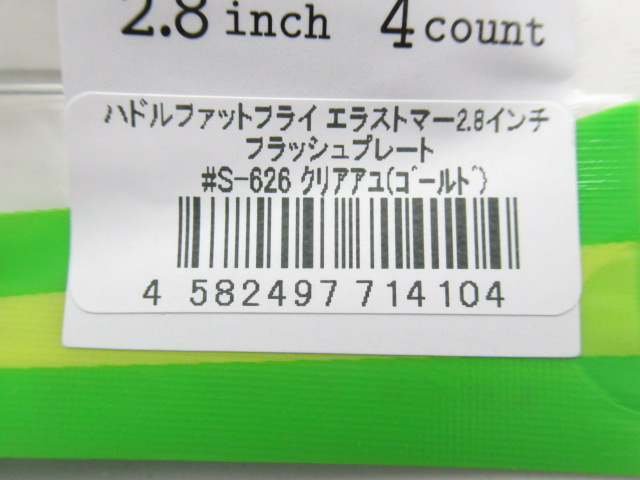 2.8 inch 4 count
ハドルファットフライ エラストマー2.8インチ
フラッシュプレート
#S-626 クリアアユ(ゴールド)
4 582497 714104